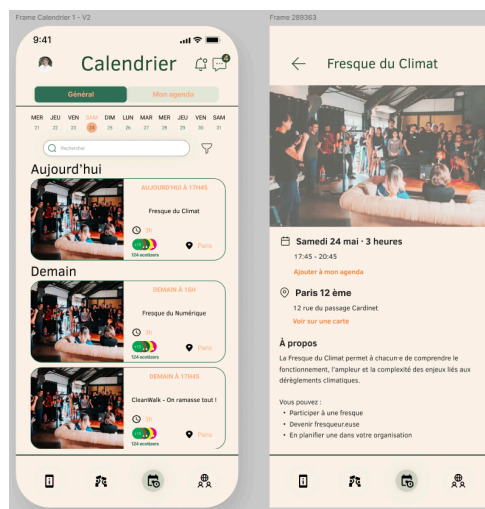 Frame Calendrier 1 - V2
9:41
Calendrier
4
Général
Mon agenda
MER JEU VEN SAM DIM LUN MAR MER JEU VEN SAM
21 22 23 24 25 26 27 28 29 30 31
Rechercher
Aujourd'hui
AUJOURD'HUI À 17H45
Fresque du Climat
3h
124 ecotizers
Paris
Demain
DEMAIN À 15H
Fresque du Numérique
3h
124 ecotizers
Paris
DEMAIN À 17H45
CleanWalk - On ramasse tout !
3h
124 ecotizers
Paris
Frame 289363
Fresque du Climat
Samedi 24 mai · 3 heures
17:45 - 20:45
Ajouter à mon agenda
Paris 12 ème
12 rue du passage Cardinet
Voir sur une carte
À propos
La Fresque du Climat permet à chacun·e de comprendre le
fonctionnement, l'ampleur et la complexité des enjeux liés aux
dérèglements climatiques.
Vous pouvez :
• Participer à une fresque
• Devenir fresqueur.euse
• En planifier une dans votre organisation